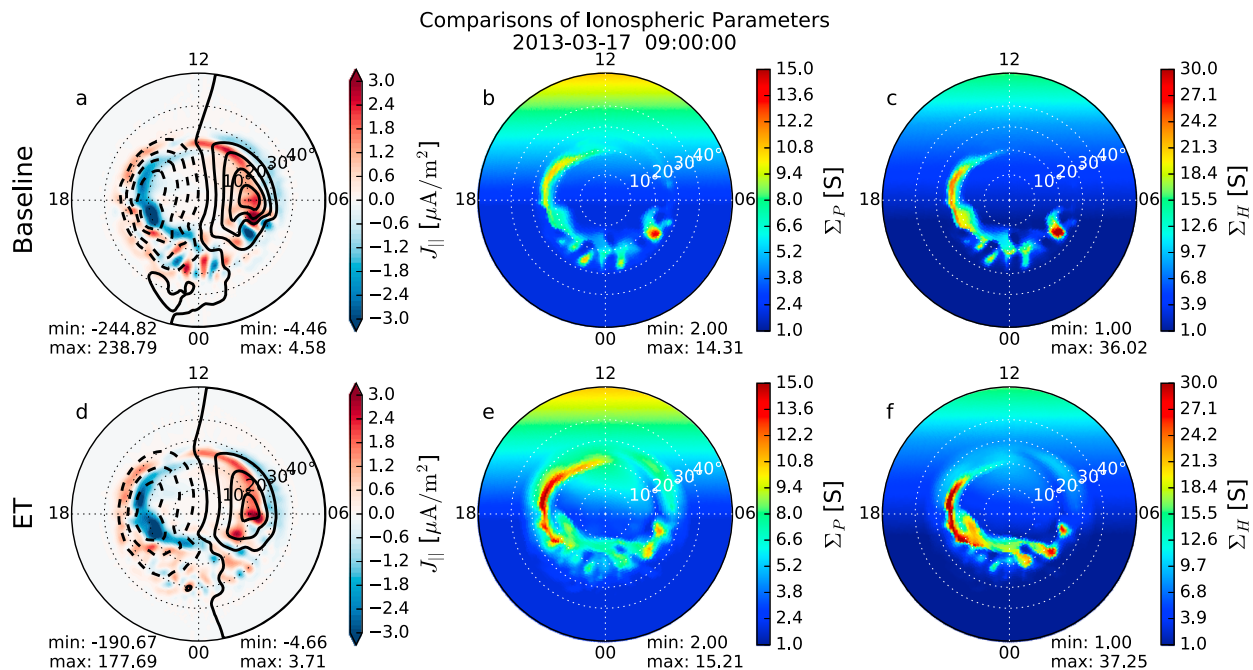 Comparisons of Ionospheric Parameters
2013-03-17 09:00:00
Baseline
a
12
18
06
00
10° 20° 30° 40°
3.0
2.4
1.8
1.2
0.6
0.0
−0.6
−1.2
−1.8
−2.4
−3.0
J|| [μA/m²]
min: -244.82
max: 238.79
min: -4.46
max: 4.58
b
12
00
10° 20° 30° 40°
15.0
13.6
12.2
10.8
9.4
8.0
6.6
5.2
3.8
2.4
1.0
ΣP [S]
min: 2.00
max: 14.31
c
12
00
10° 20° 30° 40°
30.0
27.1
24.2
21.3
18.4
15.5
12.6
9.7
6.8
3.9
1.0
ΣH [S]
min: 1.00
max: 36.02
ET
d
12
18
06
00
10° 20° 30° 40°
3.0
2.4
1.8
1.2
0.6
0.0
−0.6
−1.2
−1.8
−2.4
−3.0
J|| [μA/m²]
min: -190.67
max: 177.69
min: -4.66
max: 3.71
e
12
18
06
00
10° 20° 30° 40°
15.0
13.6
12.2
10.8
9.4
8.0
6.6
5.2
3.8
2.4
1.0
ΣP [S]
min: 2.00
max: 15.21
f
12
18
06
00
10° 20° 30° 40°
30.0
27.1
24.2
21.3
18.4
15.5
12.6
9.7
6.8
3.9
1.0
ΣH [S]
min: 1.00
max: 37.25